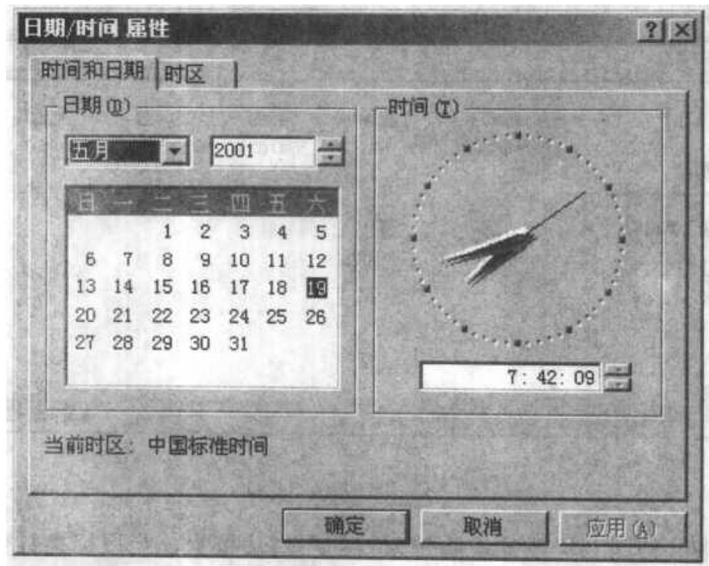 日期/时间 属性
时间和日期 时区
日期(D)
五月 2001
日 一 二 三 四 五 六
1 2 3 4 5
6 7 8 9 10 11 12
13 14 15 16 17 18 19
20 21 22 23 24 25 26
27 28 29 30 31
时间(T)
7:42:09
当前时区: 中国标准时间
确定 取消 应用(A)